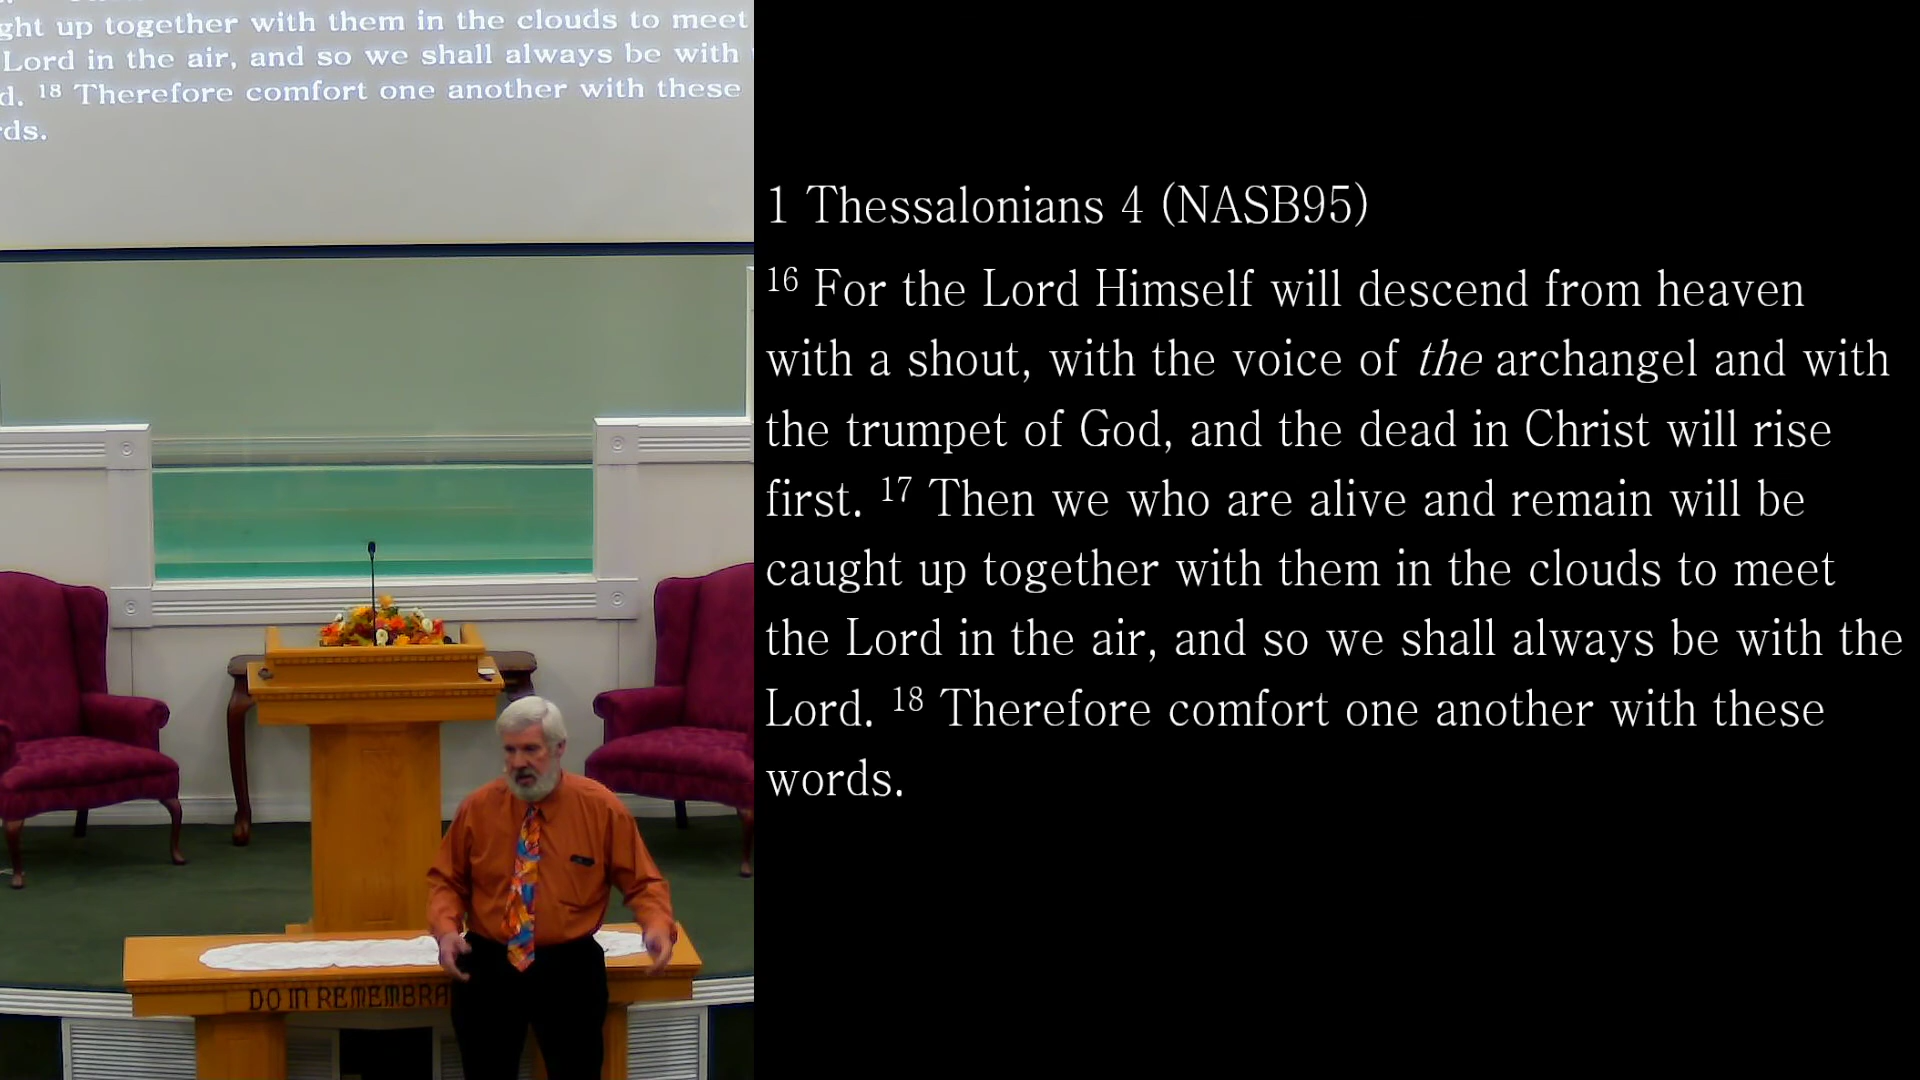 ght up together with them in the clouds to meet
Lord in the air, and so we shall always be with
d. 18 Therefore comfort one another with these
rds.
1 Thessalonians 4 (NASB95)
16 For the Lord Himself will descend from heaven
with a shout, with the voice of the archangel and with
the trumpet of God, and the dead in Christ will rise
first. 17 Then we who are alive and remain will be
caught up together with them in the clouds to meet
the Lord in the air, and so we shall always be with the
Lord. 18 Therefore comfort one another with these
words.
DO IN REMEMBRA